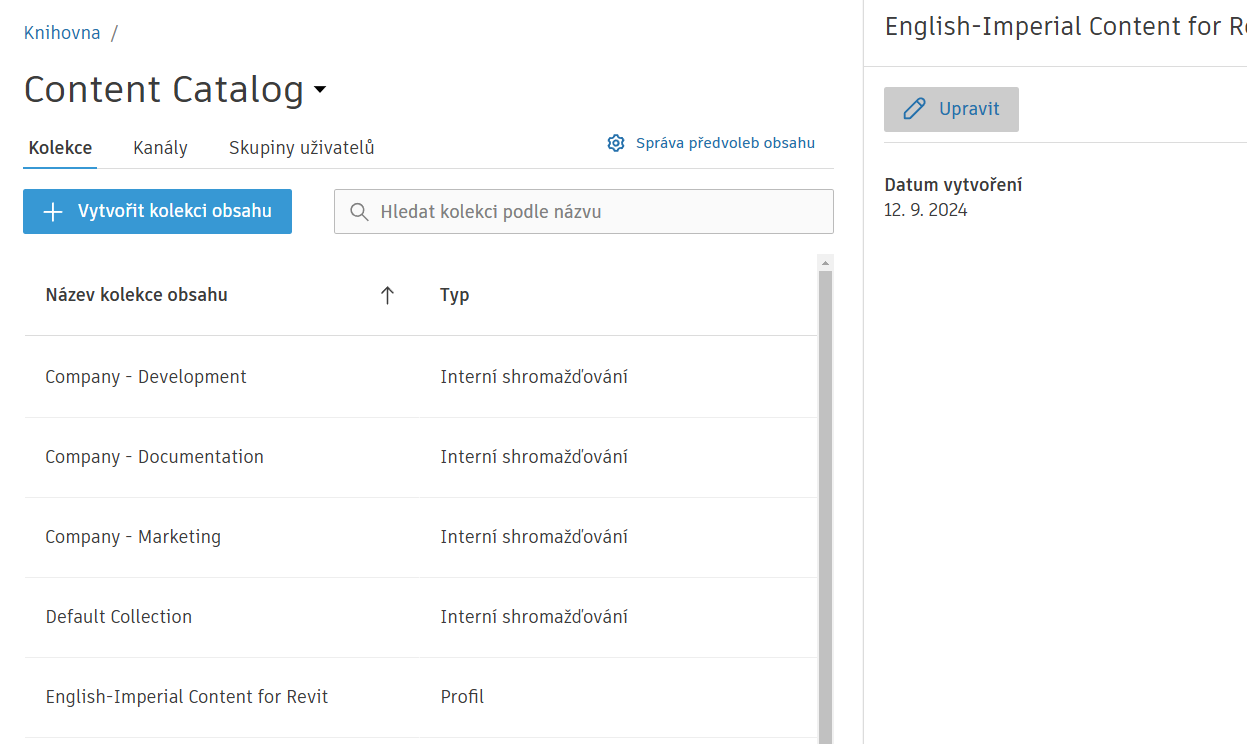 Knihovna /
Content Catalog
Kolekce Kanály Skupiny uživatelů Správa předvoleb obsahu
Vytvořit kolekci obsahu Hledat kolekci podle názvu
Název kolekce obsahu Typ
Company - Development Interní shromažďování
Company - Documentation Interní shromažďování
Company - Marketing Interní shromažďování
Default Collection Interní shromažďování
English-Imperial Content for Revit Profil
English-Imperial Content for
Upravit
Datum vytvoření
12. 9. 2024